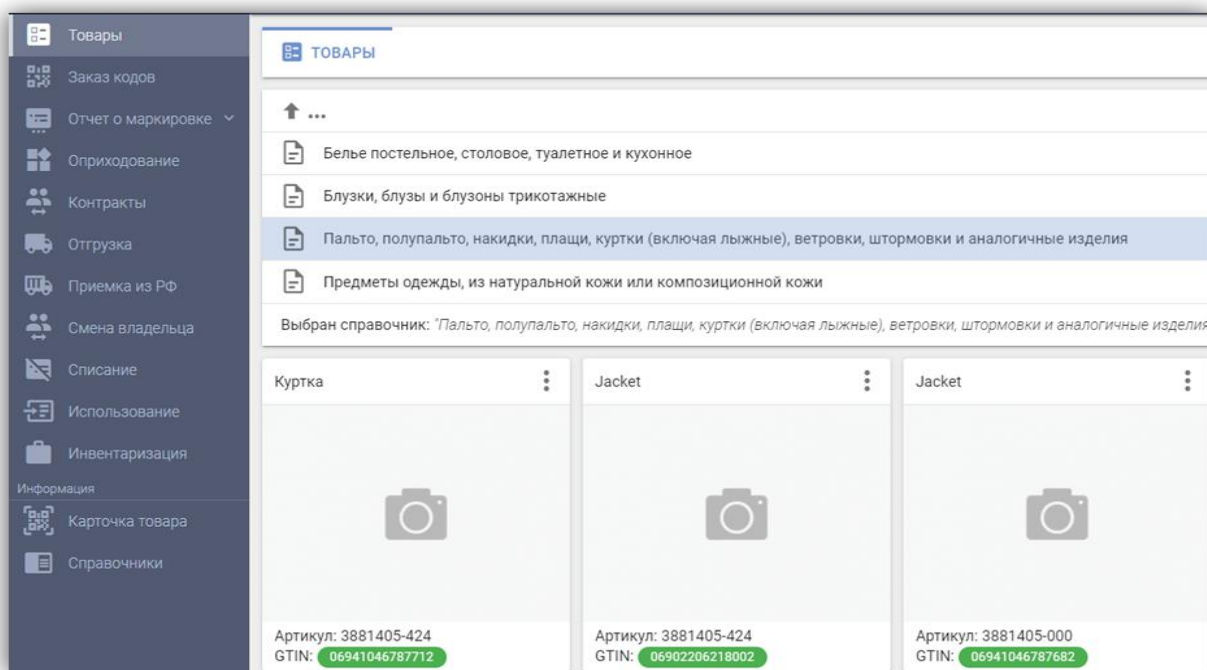 Товары
Заказ кодов
Отчет о маркировке
Оприходование
Контракты
Отгрузка
Приемка из РФ
Смена владельца
Списание
Использование
Инвентаризация
Информация
Карточка товара
Справочники
ТОВАРЫ
...
Белье постельное, столовое, туалетное и кухонное
Блузки, блузы и блузоны трикотажные
Пальто, полупальто, накидки, плащи, куртки (включая лыжные), ветровки, штормовки и аналогичные изделия
Предметы одежды, из натуральной кожи или композиционной кожи
Выбран справочник: "Пальто, полупальто, накидки, плащи, куртки (включая лыжные), ветровки, штормовки и аналогичные изделия
Куртка
Артикул: 3881405-424
GTIN: 06941046787712
Jacket
Артикул: 3881405-424
GTIN: 06902206218002
Jacket
Артикул: 3881405-000
GTIN: 06941046787682